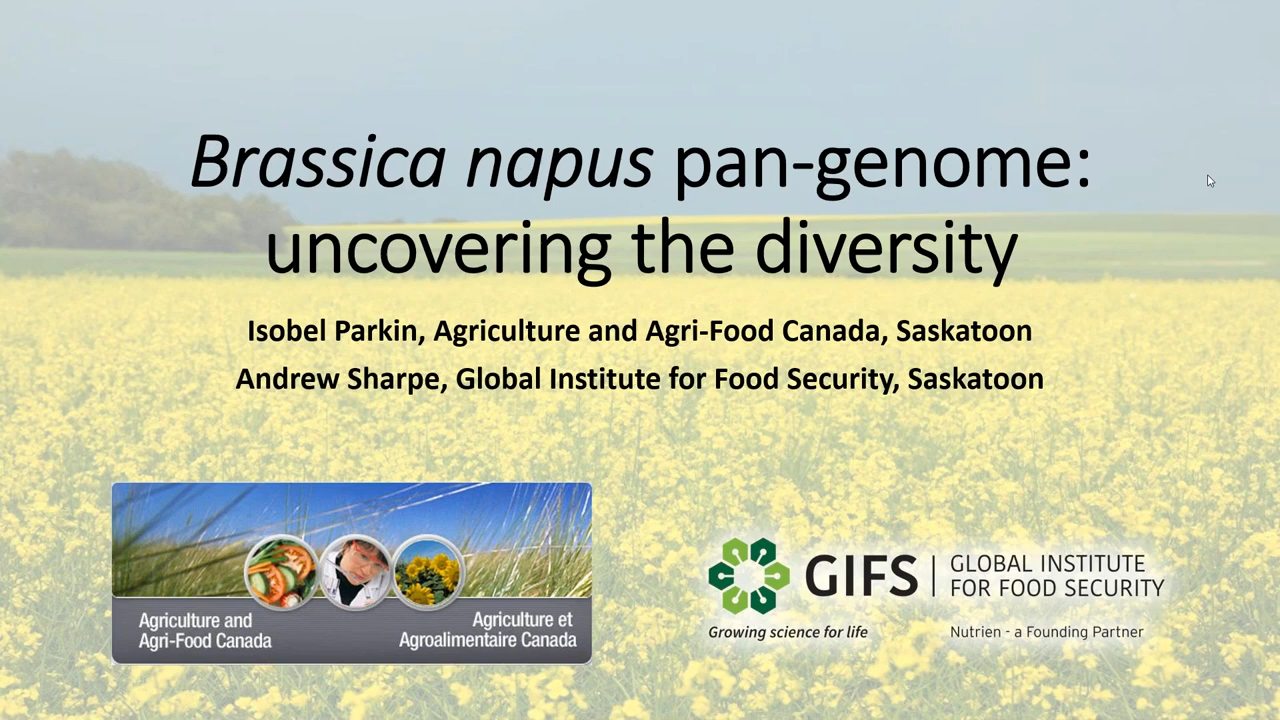 Brassica napus pan-genome:
uncovering the diversity
Isobel Parkin, Agriculture and Agri-Food Canada, Saskatoon
Andrew Sharpe, Global Institute for Food Security, Saskatoon
Agriculture and
Agri-Food Canada
Agriculture et
Agroalimentaire Canada
GIFS
GLOBAL INSTITUTE
FOR FOOD SECURITY
Growing science for life
Nutrien - a Founding Partner